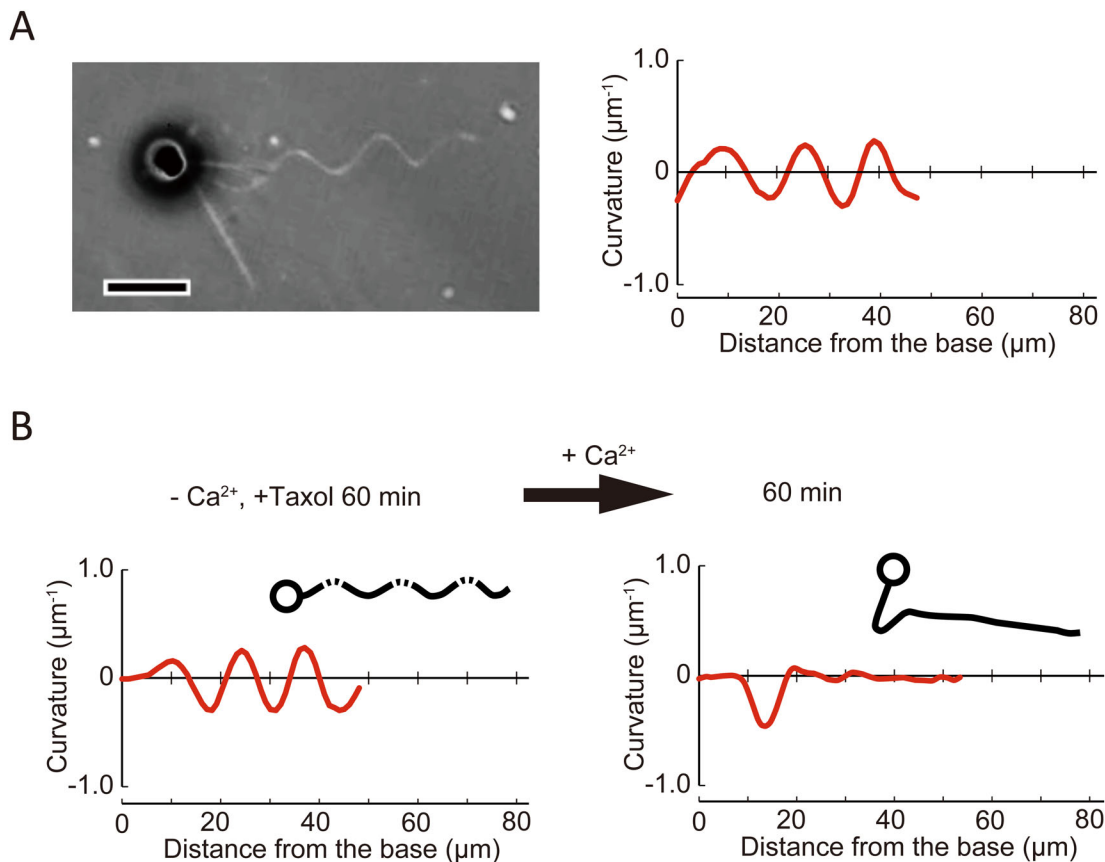 A
Curvature (µm⁻¹)
1.0
0
-1.0
0 20 40 60 80
Distance from the base (µm)
B
- Ca²⁺, +Taxol 60 min
+ Ca²⁺
60 min
Curvature (µm⁻¹)
1.0
0
-1.0
0 20 40 60 80
Distance from the base (µm)
Curvature (µm⁻¹)
1.0
0
-1.0
0 20 40 60 80
Distance from the base (µm)